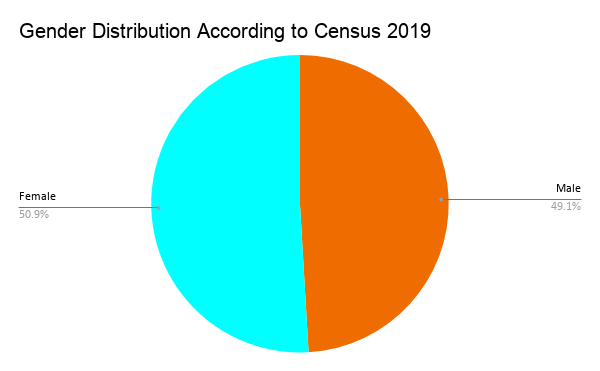 Gender Distribution According to Census 2019
Female
50.9%
Male
49.1%